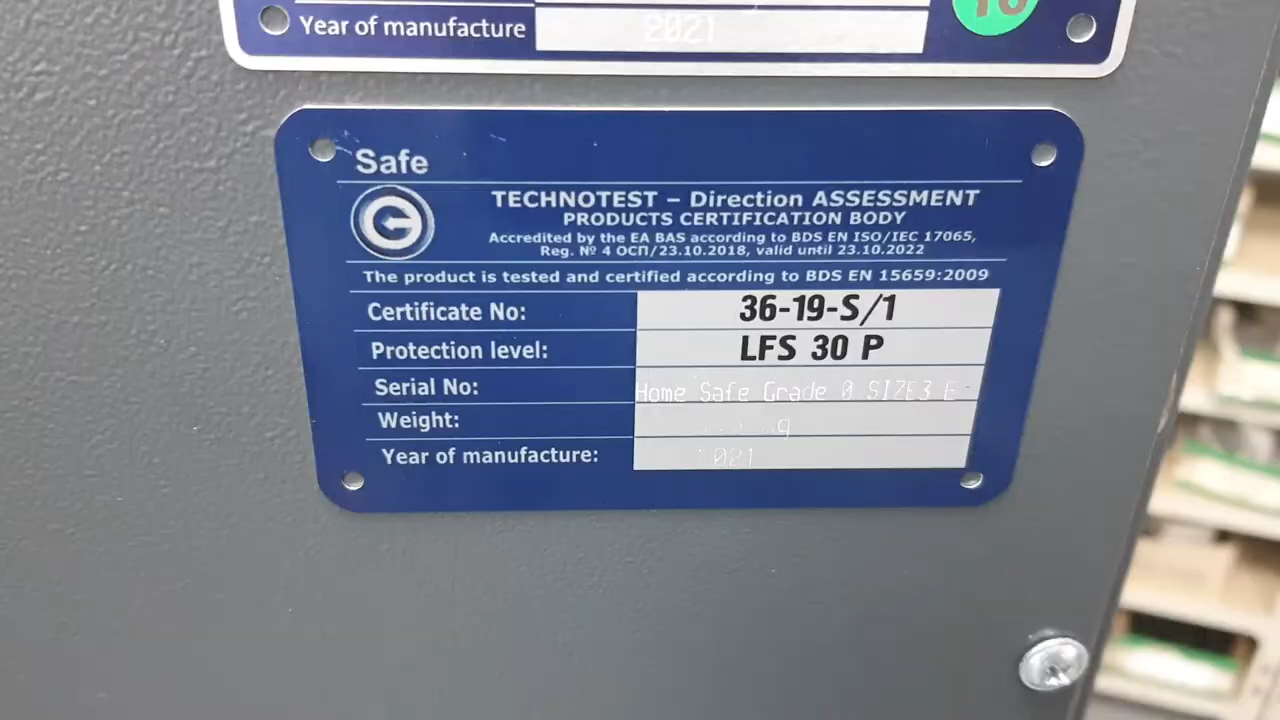 Year of manufacture 2021
10
Safe
TECHNOTEST – Direction ASSESSMENT
PRODUCTS CERTIFICATION BODY
Accredited by the EA BAS according to BDS EN ISO/IEC 17065,
Reg. Nº 4 ОСП/23.10.2018, valid until 23.10.2022
The product is tested and certified according to BDS EN 15659:2009
Certificate No: 36-19-S/1
Protection level: LFS 30 P
Serial No: Home Safe Grade 0 SIZE3 E
Weight:
Year of manufacture: 021